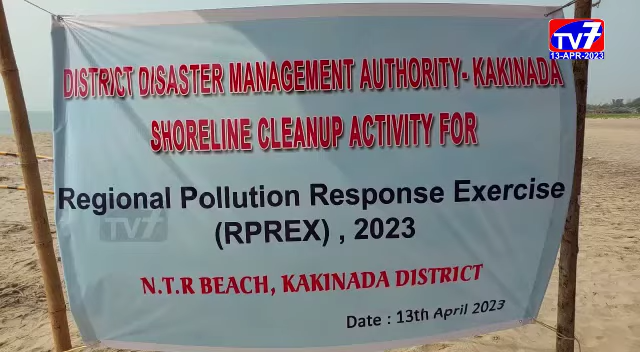 TV7
13-APR-2023
DISTRICT DISASTER MANAGEMENT AUTHORITY- KAKINADA
SHORELINE CLEANUP ACTIVITY FOR
Regional Pollution Response Exercise
TV7
(RPREX) , 2023
N.T.R BEACH, KAKINADA DISTRICT
Date : 13th April 2023